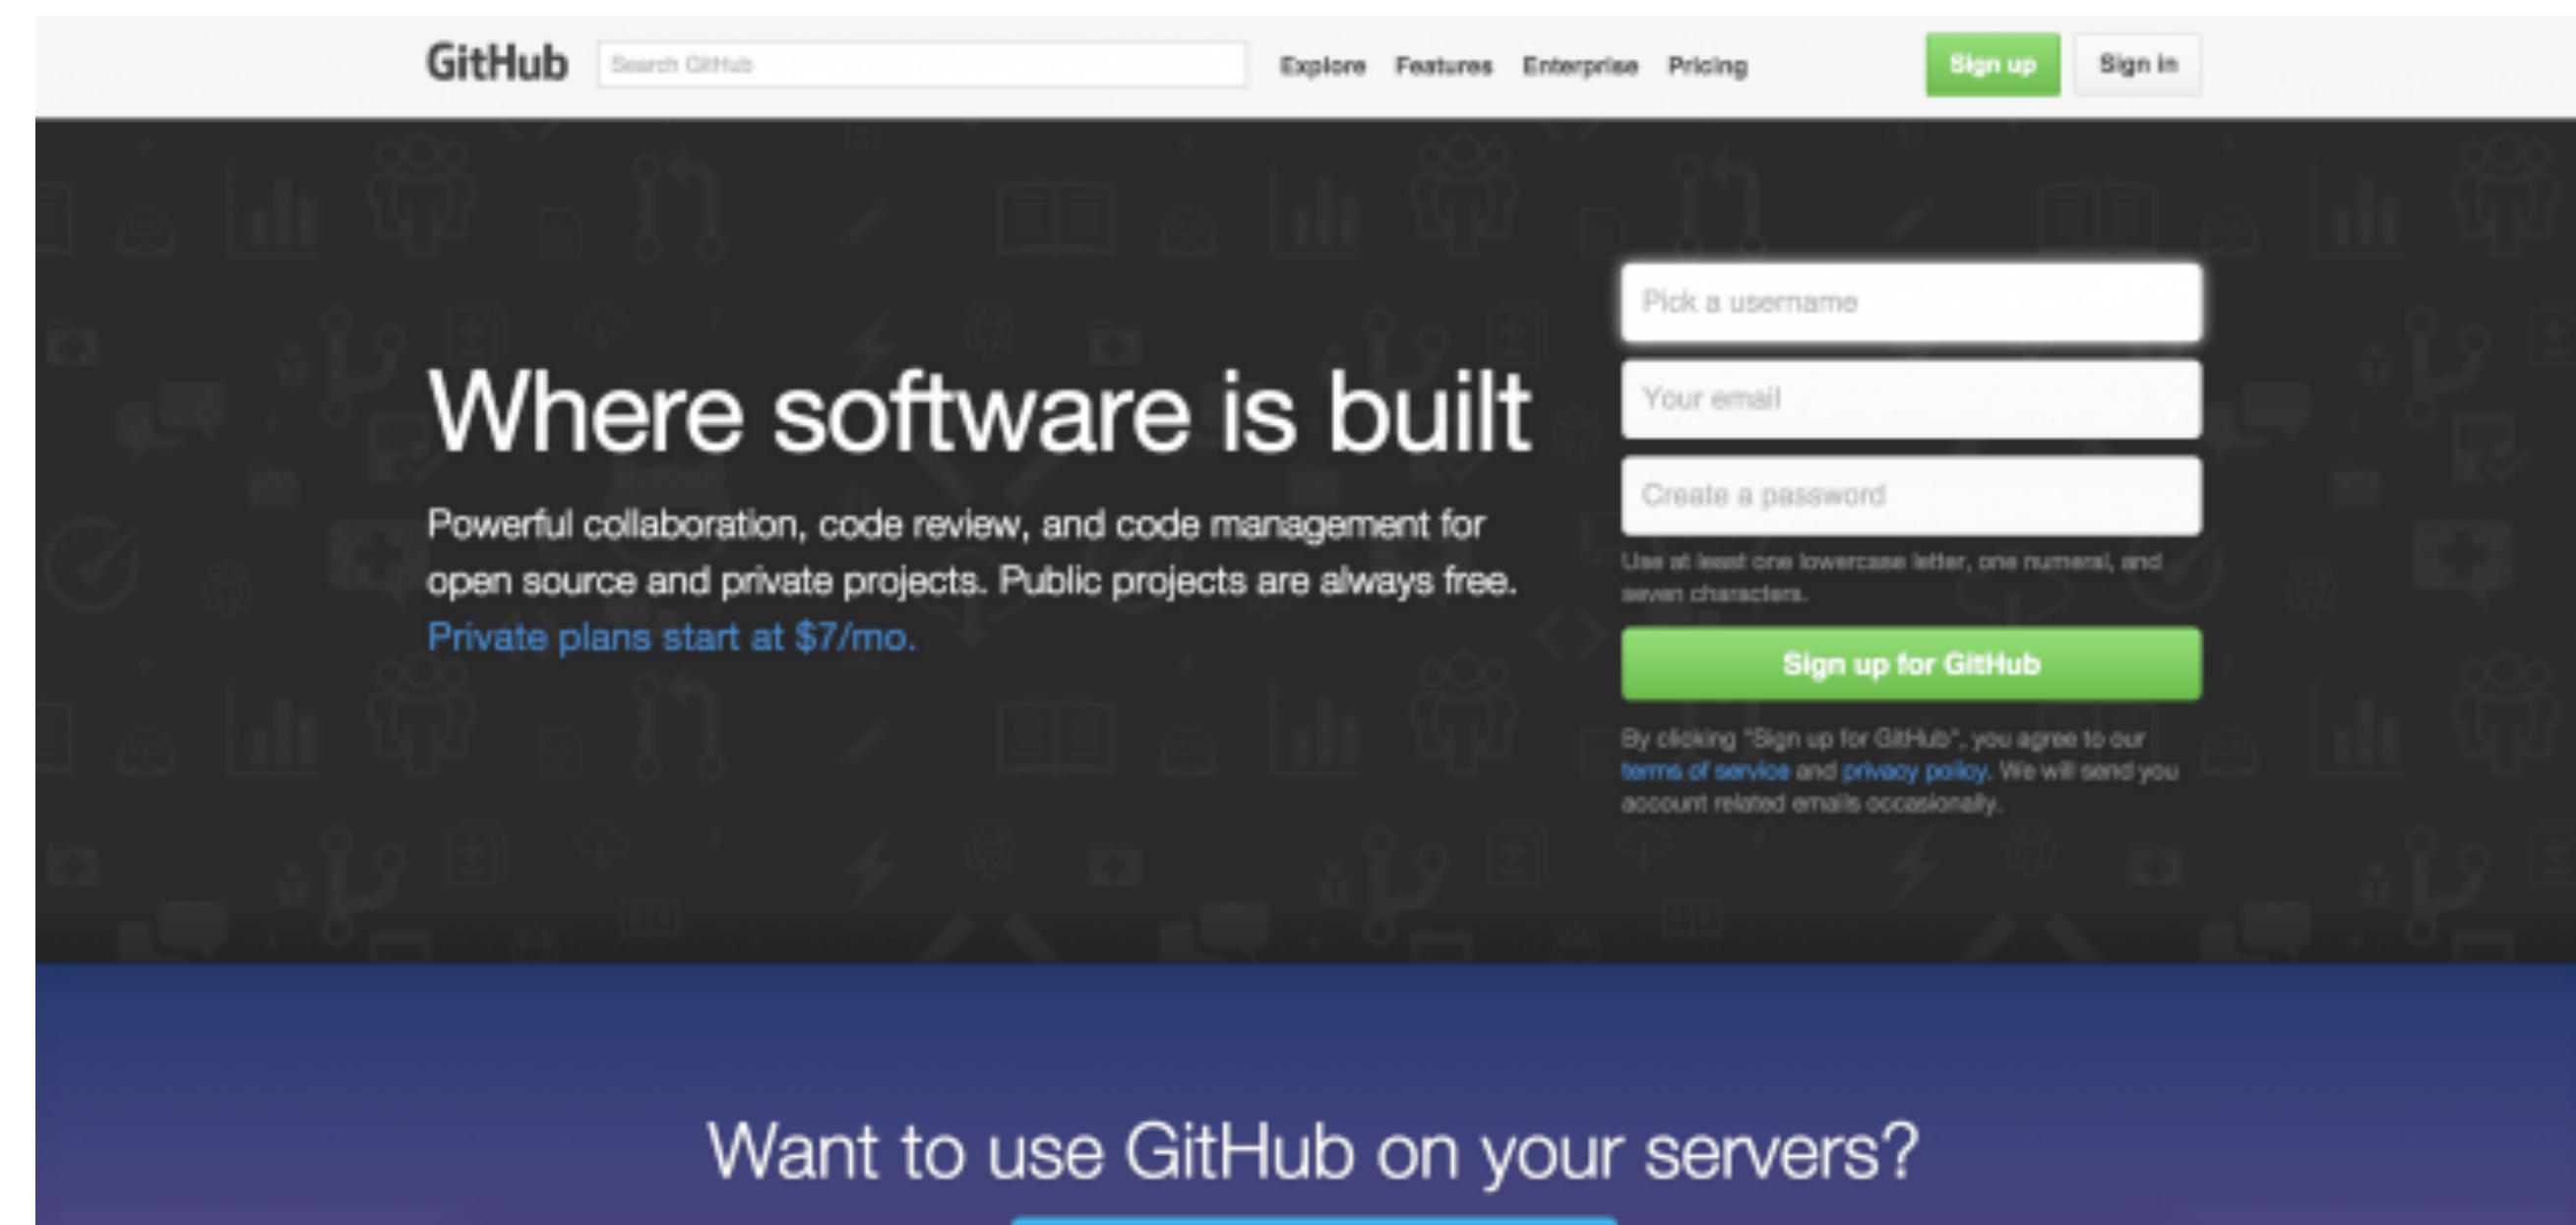 GitHub
Search GitHub
Explore Features Enterprise Pricing
Sign up Sign in
Where software is built
Powerful collaboration, code review, and code management for
open source and private projects. Public projects are always free.
Private plans start at $7/mo.
Pick a username
Your email
Create a password
Use at least one lowercase letter, one numeral, and
seven characters.
Sign up for GitHub
By clicking "Sign up for GitHub", you agree to our
terms of service and privacy policy. We will send you
account related emails occasionally.
Want to use GitHub on your servers?